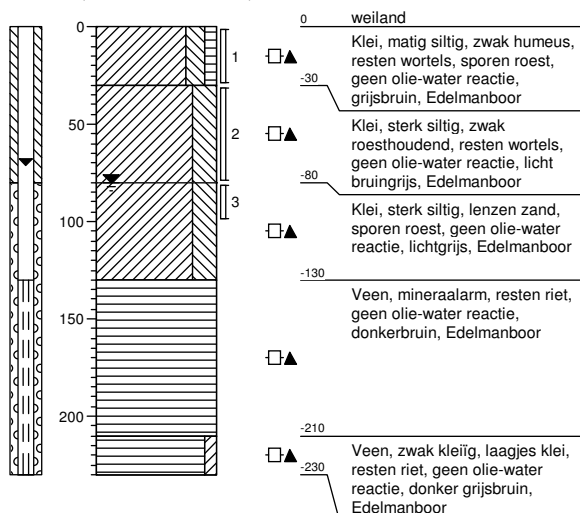 0
50
100
150
200
1
2
3
0 weiland
Klei, matig siltig, zwak humeus,
resten wortels, sporen roest,
geen olie-water reactie,
grijsbruin, Edelmanboor
-30
Klei, sterk siltig, zwak
roesthoudend, resten wortels,
geen olie-water reactie, licht
bruingrijs, Edelmanboor
-80
Klei, sterk siltig, lenzen zand,
sporen roest, geen olie-water
reactie, lichtgrijs, Edelmanboor
-130
Veen, mineraalarm, resten riet,
geen olie-water reactie,
donkerbruin, Edelmanboor
-210
Veen, zwak kleiïg, laagjes klei,
resten riet, geen olie-water
reactie, donker grijsbruin,
Edelmanboor
-230